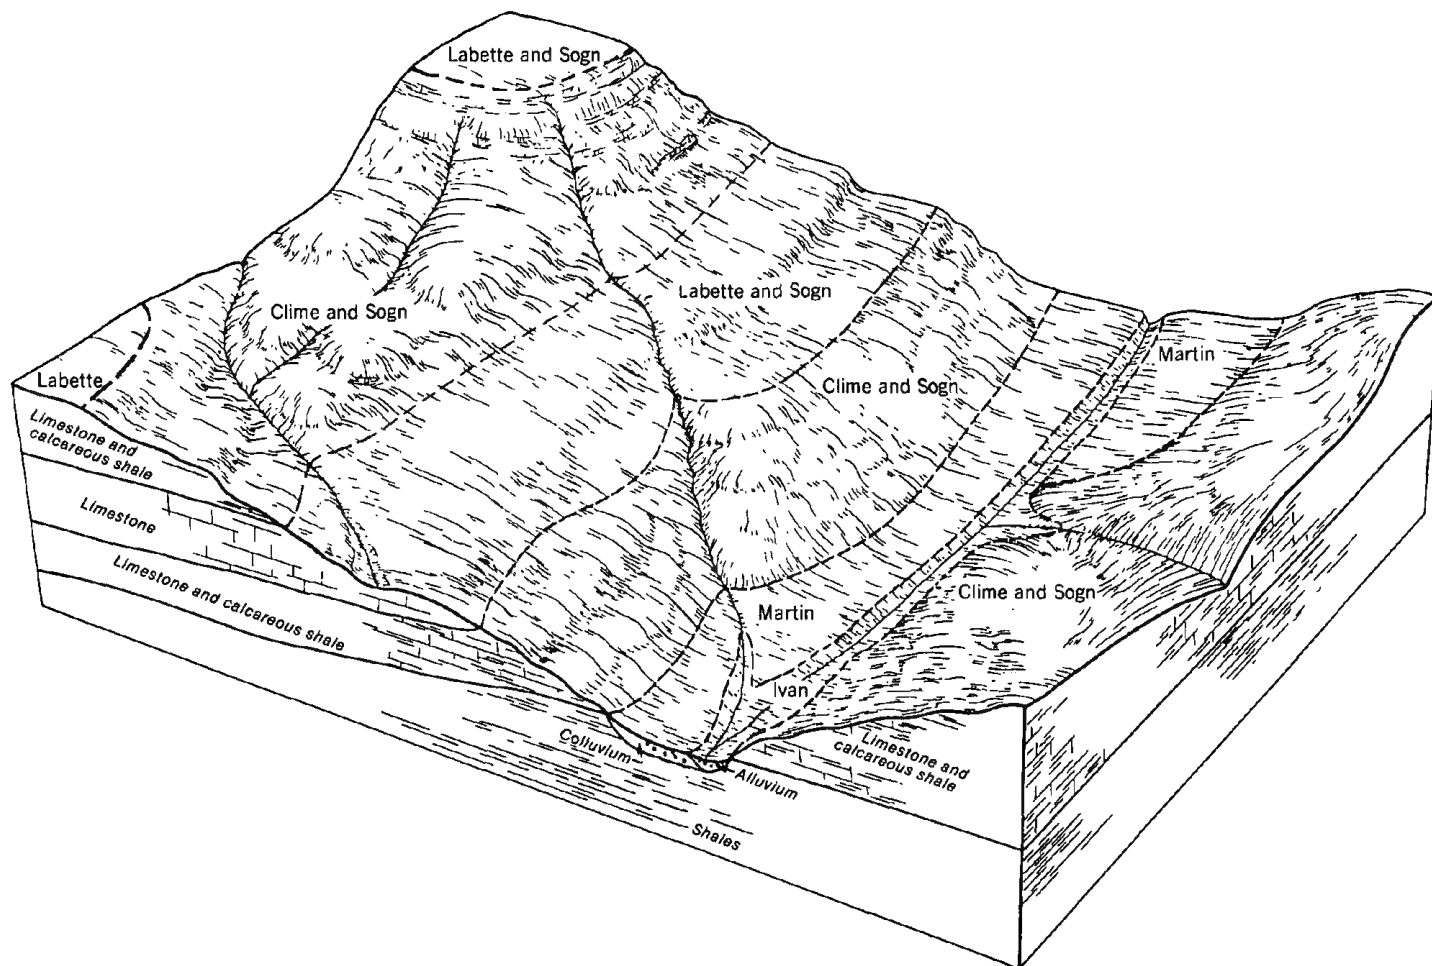 Labette and Sogn
Labette and Sogn
Clime and Sogn
Martin
Labette
Clime and Sogn
Limestone and
calcareous shale
Limestone
Limestone and calcareous shale
Clime and Sogn
Martin
Ivan
Colluvium
Alluvium
Limestone and
calcareous shale
Shales